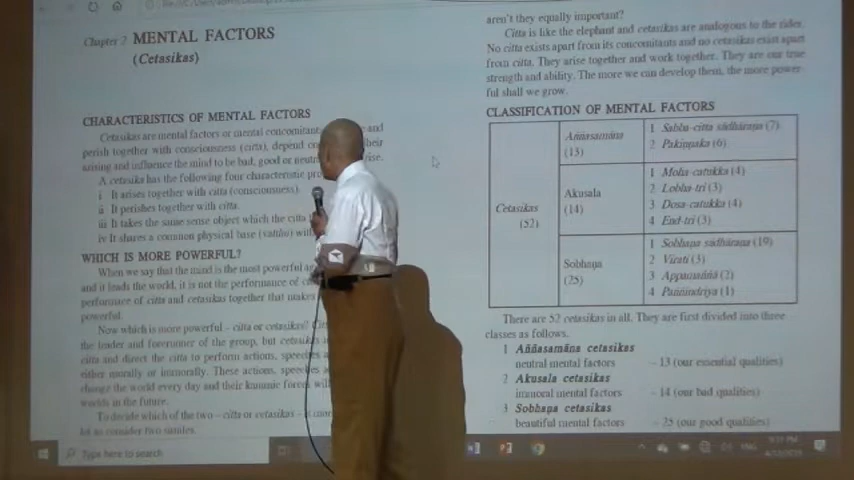 Chapter 2 MENTAL FACTORS
(Cetasikas)
CHARACTERISTICS OF MENTAL FACTORS
Cetasikas are mental factors or mental concomitant and
perish together with consciousness (citta), depend their
arising and influence the mind to be bad, good or
A cetasika has the following four characteristic
i It arises together with citta (consciousness).
ii It perishes together with citta.
iii It takes the same sense object which the citta
iv It shares a common physical base (vatthu)
WHICH IS MORE POWERFUL?
When we say that the mind is the most powerful
and it leads the world, it is not the performance of
performance of citta and cetasikas together that makes
powerful.
Now which is more powerful – citta or cetasikas?
the leader and forerunner of the group, but
citta and direct the citta to perform actions,
either morally or immorally. These actions,
change the world every day and their kammic forces will
worlds in the future.
To decide which of the two – citta or cetasikas –
let us consider two similes.
Type here to search
aren't they equally important?
Citta is like the elephant and cetasikas are analogous to the rider.
No citta exists apart from its concomitants and no cetasikas exist apart
from citta. They arise together and work together. They are our true
strength and ability. The more we can develop them, the more power-
ful shall we grow.
CLASSIFICATION OF MENTAL FACTORS
Cetasikas
(52)
Aññasamāna
(13)
1 Sabba-citta sādhāraṇa (7)
2 Pakiṇṇaka (6)
Akusala
(14)
1 Moha-catukka (4)
2 Lobha-tri (3)
3 Dosa-catukka (4)
4 End-tri (3)
Sobhaṇa
(25)
1 Sobhaṇa sādhāraṇa (19)
2 Virati (3)
3 Appamaññā (2)
4 Paññindriya (1)
There are 52 cetasikas in all. They are first divided into three
classes as follows.
1 Aññasamāna cetasikas
neutral mental factors – 13 (our essential qualities)
2 Akusala cetasikas
immoral mental factors – 14 (our bad qualities)
3 Sobhaṇa cetasikas
beautiful mental factors – 25 (our good qualities)
ENG